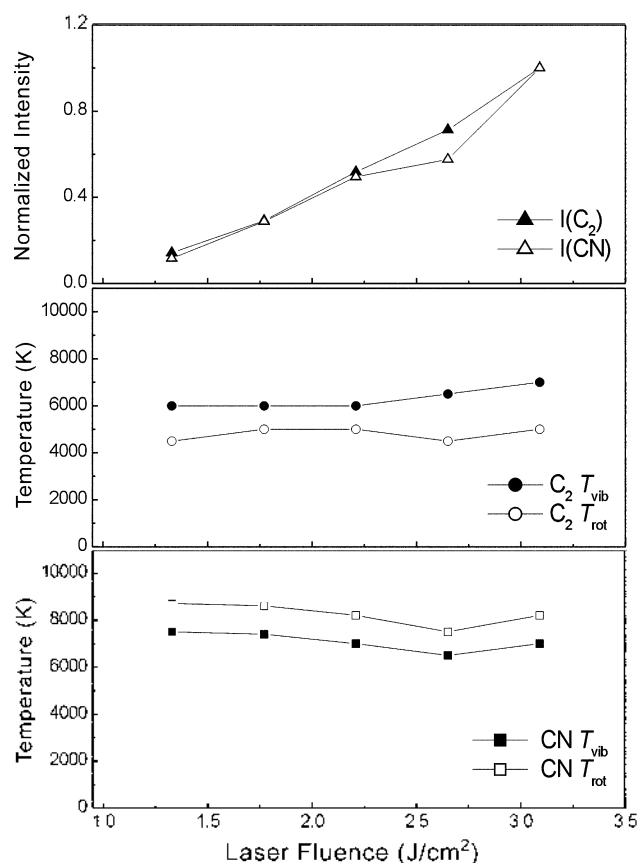 1.2
0.8
0.4
0.0
Normalized Intensity
I(C₂)
I(CN)
10000
8000
6000
4000
2000
0
Temperature (K)
C₂ Tvib
C₂ Trot
10000
8000
6000
4000
2000
0
Temperature (K)
CN Tvib
CN Trot
1.0 1.5 2.0 2.5 3.0 3.5
Laser Fluence (J/cm²)